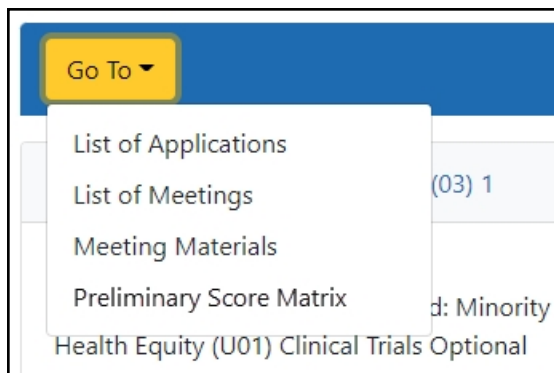 Go To
List of Applications
List of Meetings
(03) 1
Meeting Materials
Preliminary Score Matrix
d: Minority
Health Equity (U01) Clinical Trials Optional